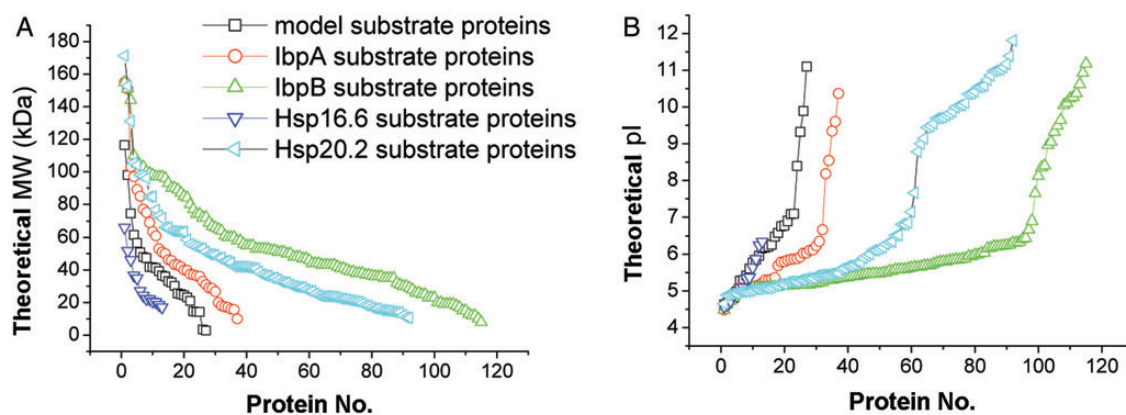 A
Theoretical MW (kDa)
180
160
140
120
100
80
60
40
20
0
0 20 40 60 80 100 120
Protein No.
model substrate proteins
IbpA substrate proteins
IbpB substrate proteins
Hsp16.6 substrate proteins
Hsp20.2 substrate proteins
B
Theoretical pI
12
11
10
9
8
7
6
5
4
0 20 40 60 80 100 120
Protein No.